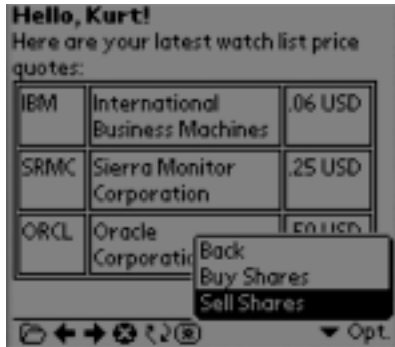 Hello, Kurt!
Here are your latest watch list price
quotes:
IBM International .06 USD
Business Machines
SRMC Sierra Monitor .25 USD
Corporation
ORCL Oracle
Back
Buy Shares
Sell Shares
Opt.